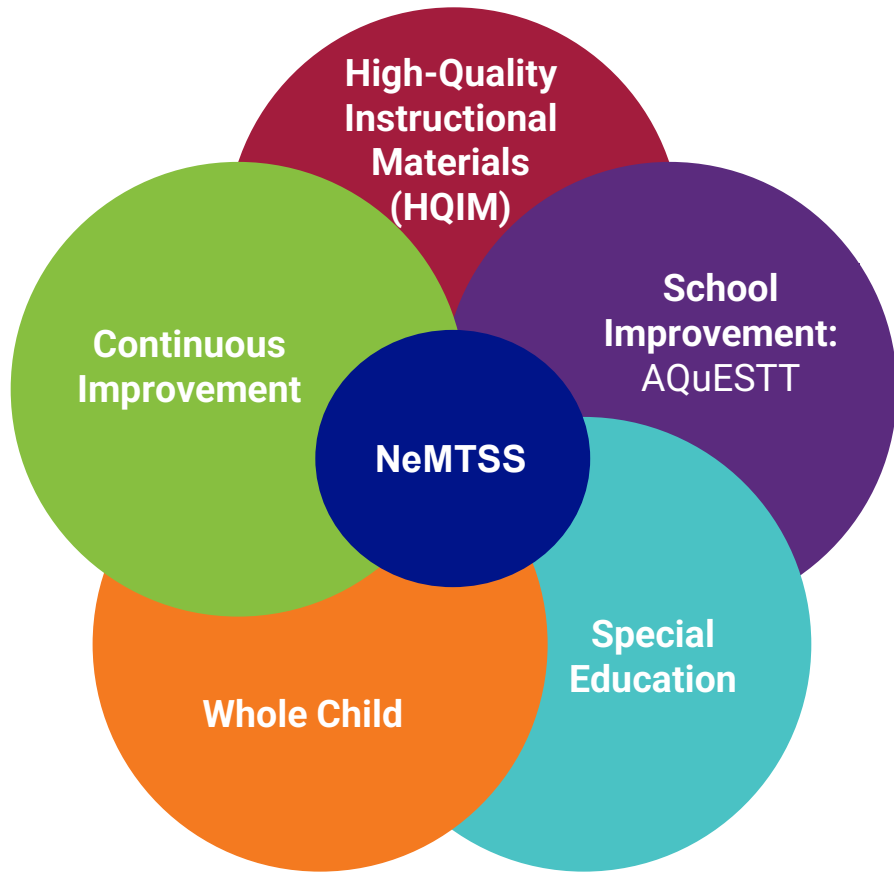 High-Quality
Instructional
Materials
(HQIM)
School
Improvement:
AQuESTT
Continuous
Improvement
NeMTSS
Special
Education
Whole Child